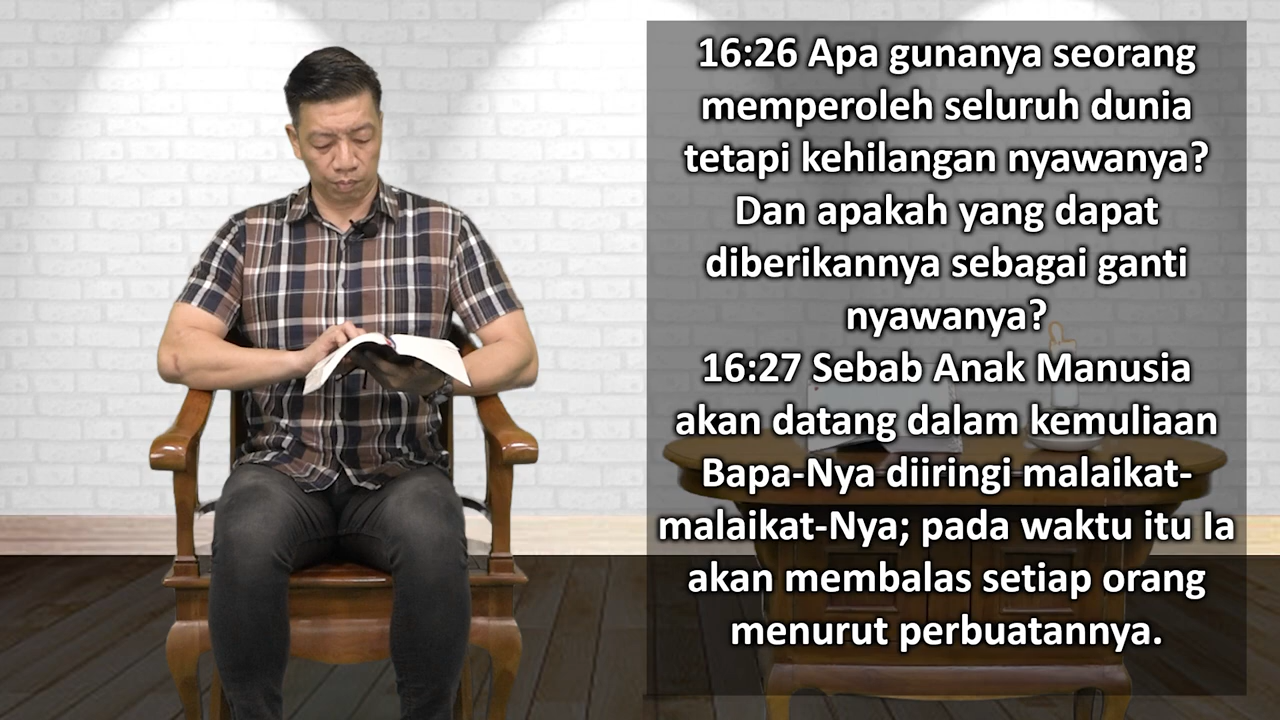 16:26 Apa gunanya seorang
memperoleh seluruh dunia
tetapi kehilangan nyawanya?
Dan apakah yang dapat
diberikannya sebagai ganti
nyawanya?
16:27 Sebab Anak Manusia
akan datang dalam kemuliaan
Bapa-Nya diiringi malaikat-
malaikat-Nya; pada waktu itu Ia
akan membalas setiap orang
menurut perbuatannya.